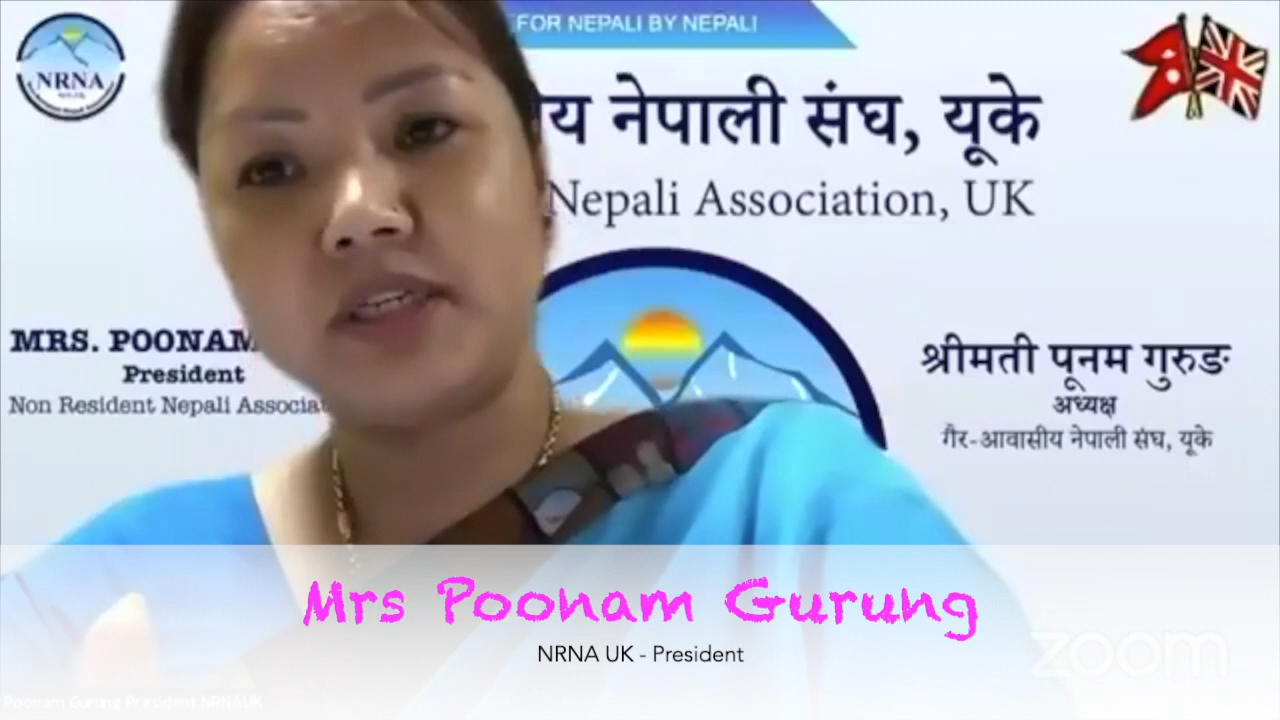 FOR NEPALI BY NEPALI
NRNA
य नेपाली संघ, यूके
Nepali Association, UK
MRS. POONAM
President
Non Resident Nepali Associat
श्रीमती पूनम गुरुङ
अध्यक्ष
गैर-आवासीय नेपाली संघ, यूके
Mrs Poonam Gurung
NRNA UK - President
zoom
Poonam Gurung President NRNAUK